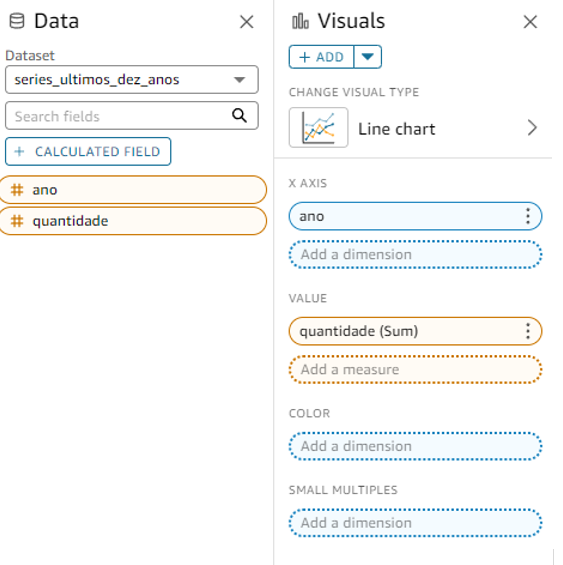 Data
Dataset
series_ultimos_dez_anos
Search fields
+ CALCULATED FIELD
# ano
# quantidade
Visuals
+ ADD
CHANGE VISUAL TYPE
Line chart
X AXIS
ano
Add a dimension
VALUE
quantidade (Sum)
Add a measure
COLOR
Add a dimension
SMALL MULTIPLES
Add a dimension